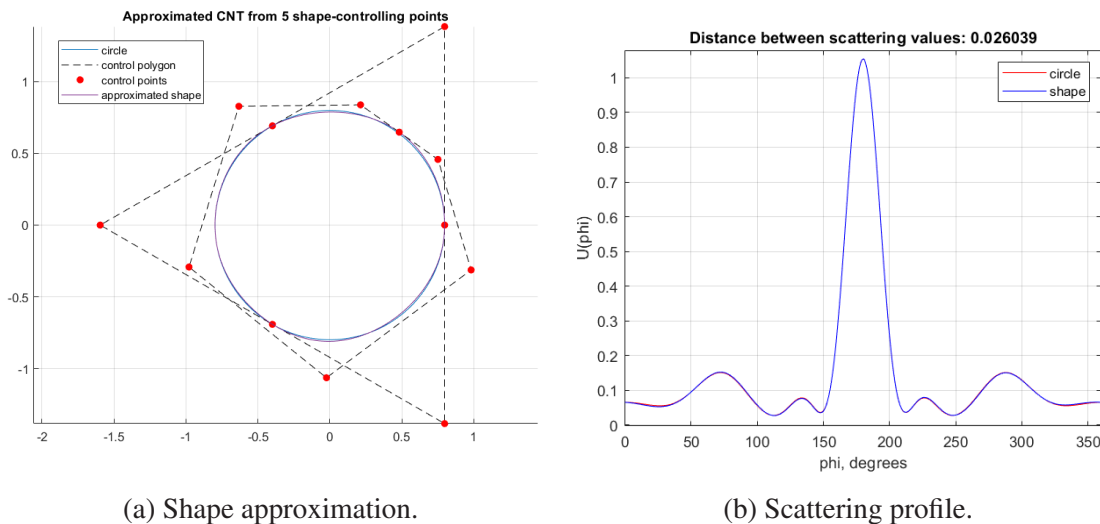 Approximated CNT from 5 shape-controlling points
circle
control polygon
control points
approximated shape
1
0.5
0
-0.5
-1
-2
-1.5
-1
-0.5
0
0.5
1
(a) Shape approximation.
Distance between scattering values: 0.026039
circle
shape
U(phi)
1
0.9
0.8
0.7
0.6
0.5
0.4
0.3
0.2
0.1
0
0
50
100
150
200
250
300
350
phi, degrees
(b) Scattering profile.